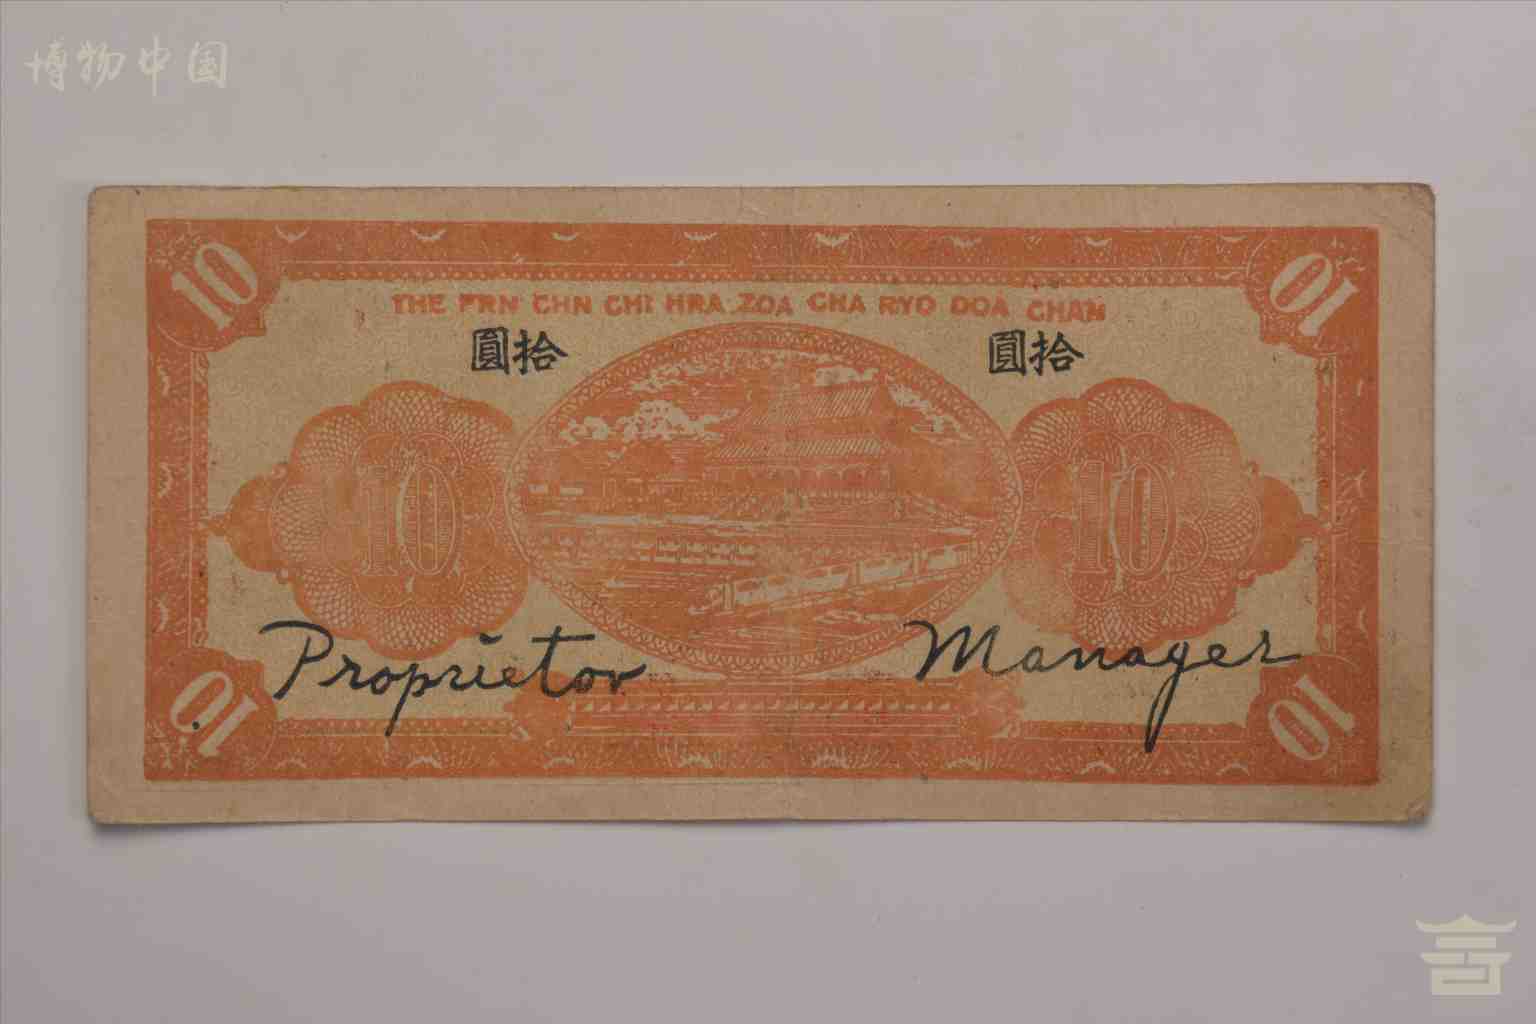 博物中国
10
10
THE PRN CHN CHI HRA ZOA CHA RYO DOA CHAN
圓拾
圓拾
10
10
Proprietor
Manager
10
10